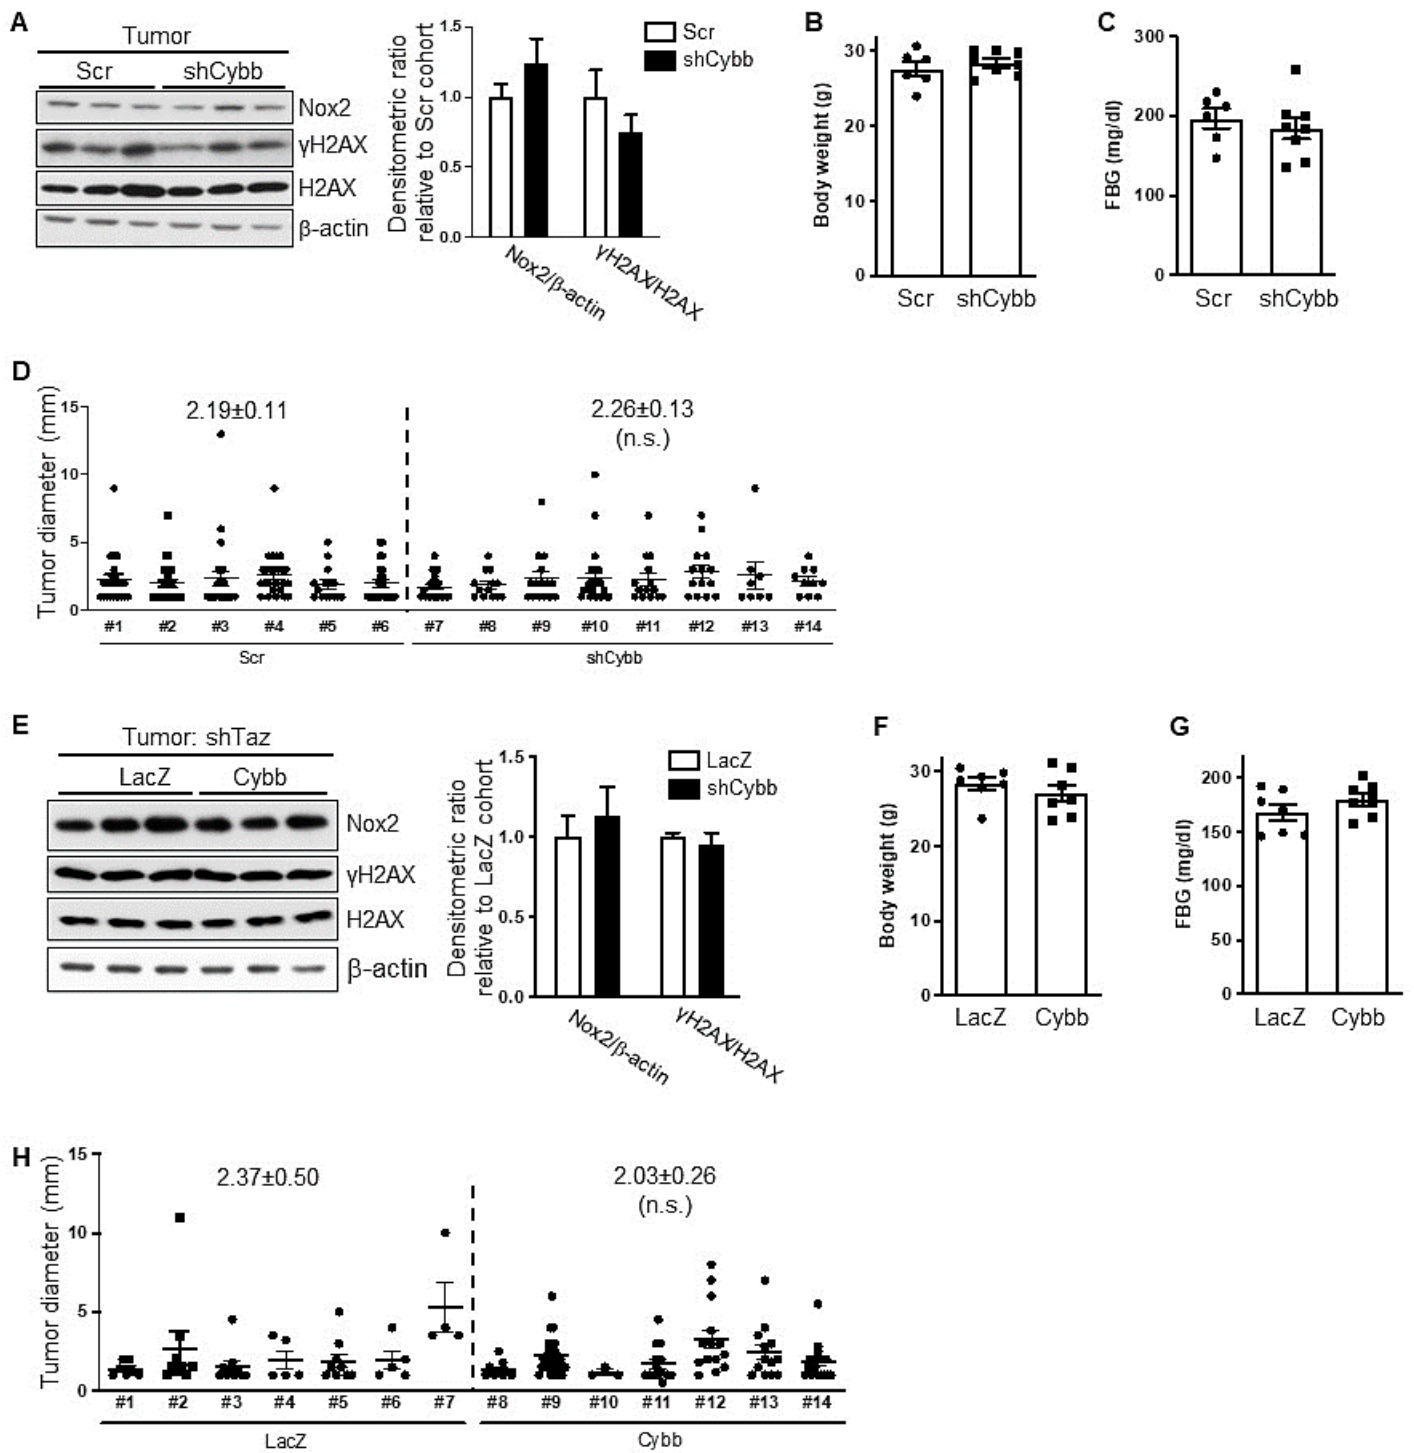 A
Tumor
Scr shCybb
Nox2
γH2AX
H2AX
β-actin
Densitometric ratio
relative to Scr cohort
1.5
1.0
0.5
0.0
Nox2/β-actin
γH2AX/H2AX
Scr
shCybb
B
Body weight (g)
30
20
10
0
Scr shCybb
C
FBG (mg/dl)
300
200
100
0
Scr shCybb
D
Tumor diameter (mm)
15
10
5
0
2.19±0.11
2.26±0.13
(n.s.)
#1 #2 #3 #4 #5 #6 #7 #8 #9 #10 #11 #12 #13 #14
Scr shCybb
E
Tumor: shTaz
LacZ Cybb
Nox2
γH2AX
H2AX
β-actin
Densitometric ratio
relative to LacZ cohort
1.5
1.0
0.5
0.0
Nox2/β-actin
γH2AX/H2AX
LacZ
shCybb
F
Body weight (g)
30
20
10
0
LacZ Cybb
G
FBG (mg/dl)
200
150
100
50
0
LacZ Cybb
H
Tumor diameter (mm)
15
10
5
0
2.37±0.50
2.03±0.26
(n.s.)
#1 #2 #3 #4 #5 #6 #7 #8 #9 #10 #11 #12 #13 #14
LacZ Cybb